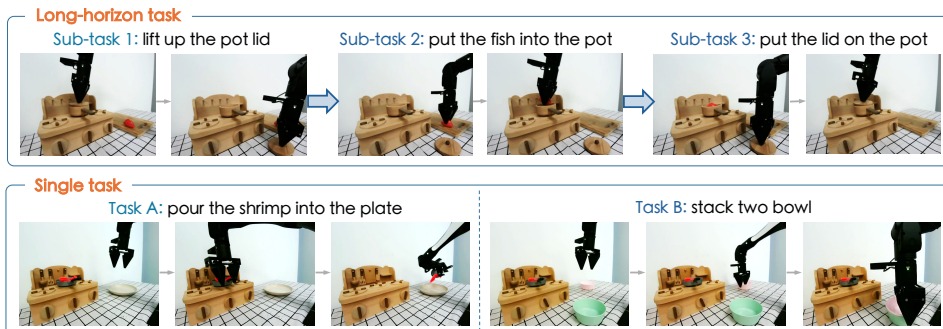 Long-horizon task
Sub-task 1: lift up the pot lid
Sub-task 2: put the fish into the pot
Sub-task 3: put the lid on the pot
Single task
Task A: pour the shrimp into the plate
Task B: stack two bowl